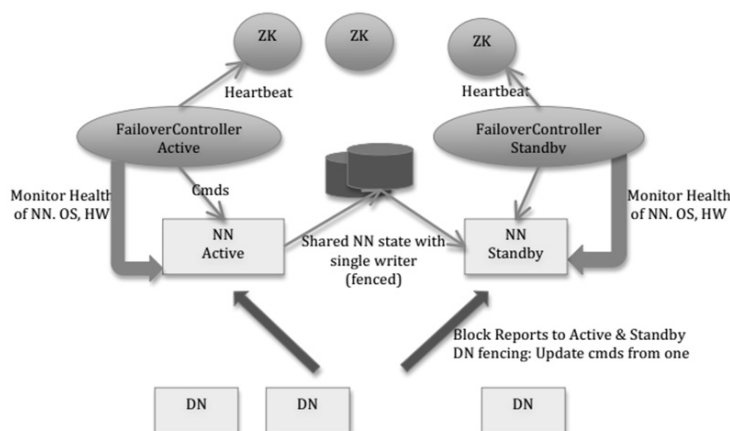 ZK
ZK
ZK
Heartbeat
Heartbeat
FailoverController
Active
FailoverController
Standby
Cmds
Monitor Health
of NN. OS, HW
Monitor Health
of NN. OS, HW
NN
Active
Shared NN state with
single writer
(fenced)
NN
Standby
Block Reports to Active & Standby
DN fencing: Update cmds from one
DN
DN
DN